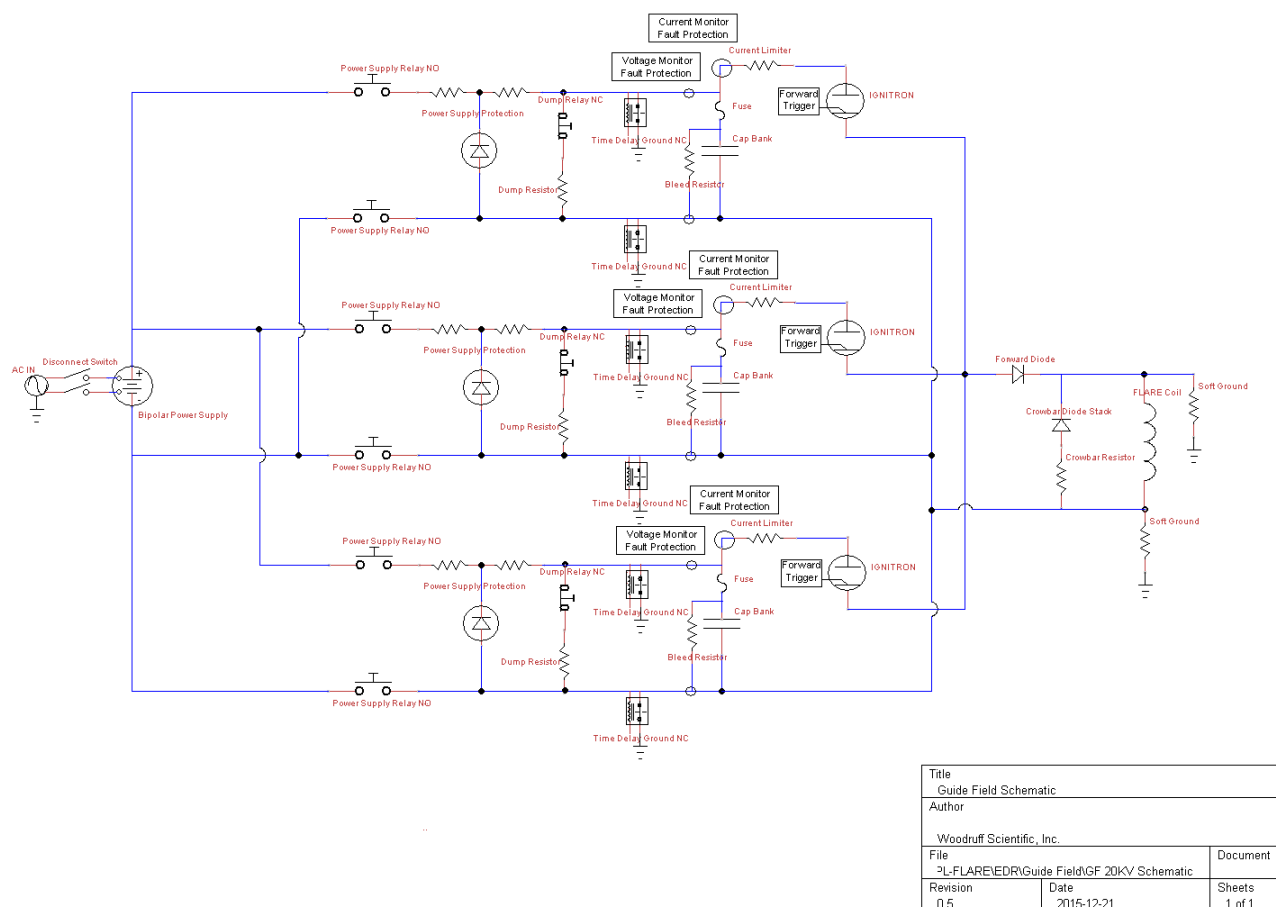 Current Monitor
Fault Protection
Current Limiter
Voltage Monitor
Fault Protection
Power Supply Relay NO
Forward
Trigger
IGNITRON
Dump Relay NC
Fuse
Power Supply Protection
Time Delay Ground NC
Cap Bank
Dump Resistor
Bleed Resistor
Power Supply Relay NO
Time Delay Ground NC
Current Monitor
Fault Protection
Current Limiter
Voltage Monitor
Fault Protection
Power Supply Relay NO
Forward
Trigger
IGNITRON
Dump Relay NC
Fuse
Power Supply Protection
Time Delay Ground NC
Cap Bank
Disconnect Switch
AC IN
Bipolar Power Supply
+
-
Forward Diode
Soft Ground
FLARE Coil
Crowbar Diode Stack
Crowbar Resistor
Soft Ground
Dump Resistor
Bleed Resistor
Power Supply Relay NO
Time Delay Ground NC
Current Monitor
Fault Protection
Current Limiter
Voltage Monitor
Fault Protection
Power Supply Relay NO
Forward
Trigger
IGNITRON
Dump Relay NC
Fuse
Power Supply Protection
Time Delay Ground NC
Cap Bank
Dump Resistor
Bleed Resistor
Power Supply Relay NO
Time Delay Ground NC
Title
Guide Field Schematic
Author
Woodruff Scientific, Inc.
File
PL-FLARE\EDR\Guide Field\GF 20KV Schematic
Document
Revision
0.5
Date
2015-12-21
Sheets
1 of 1